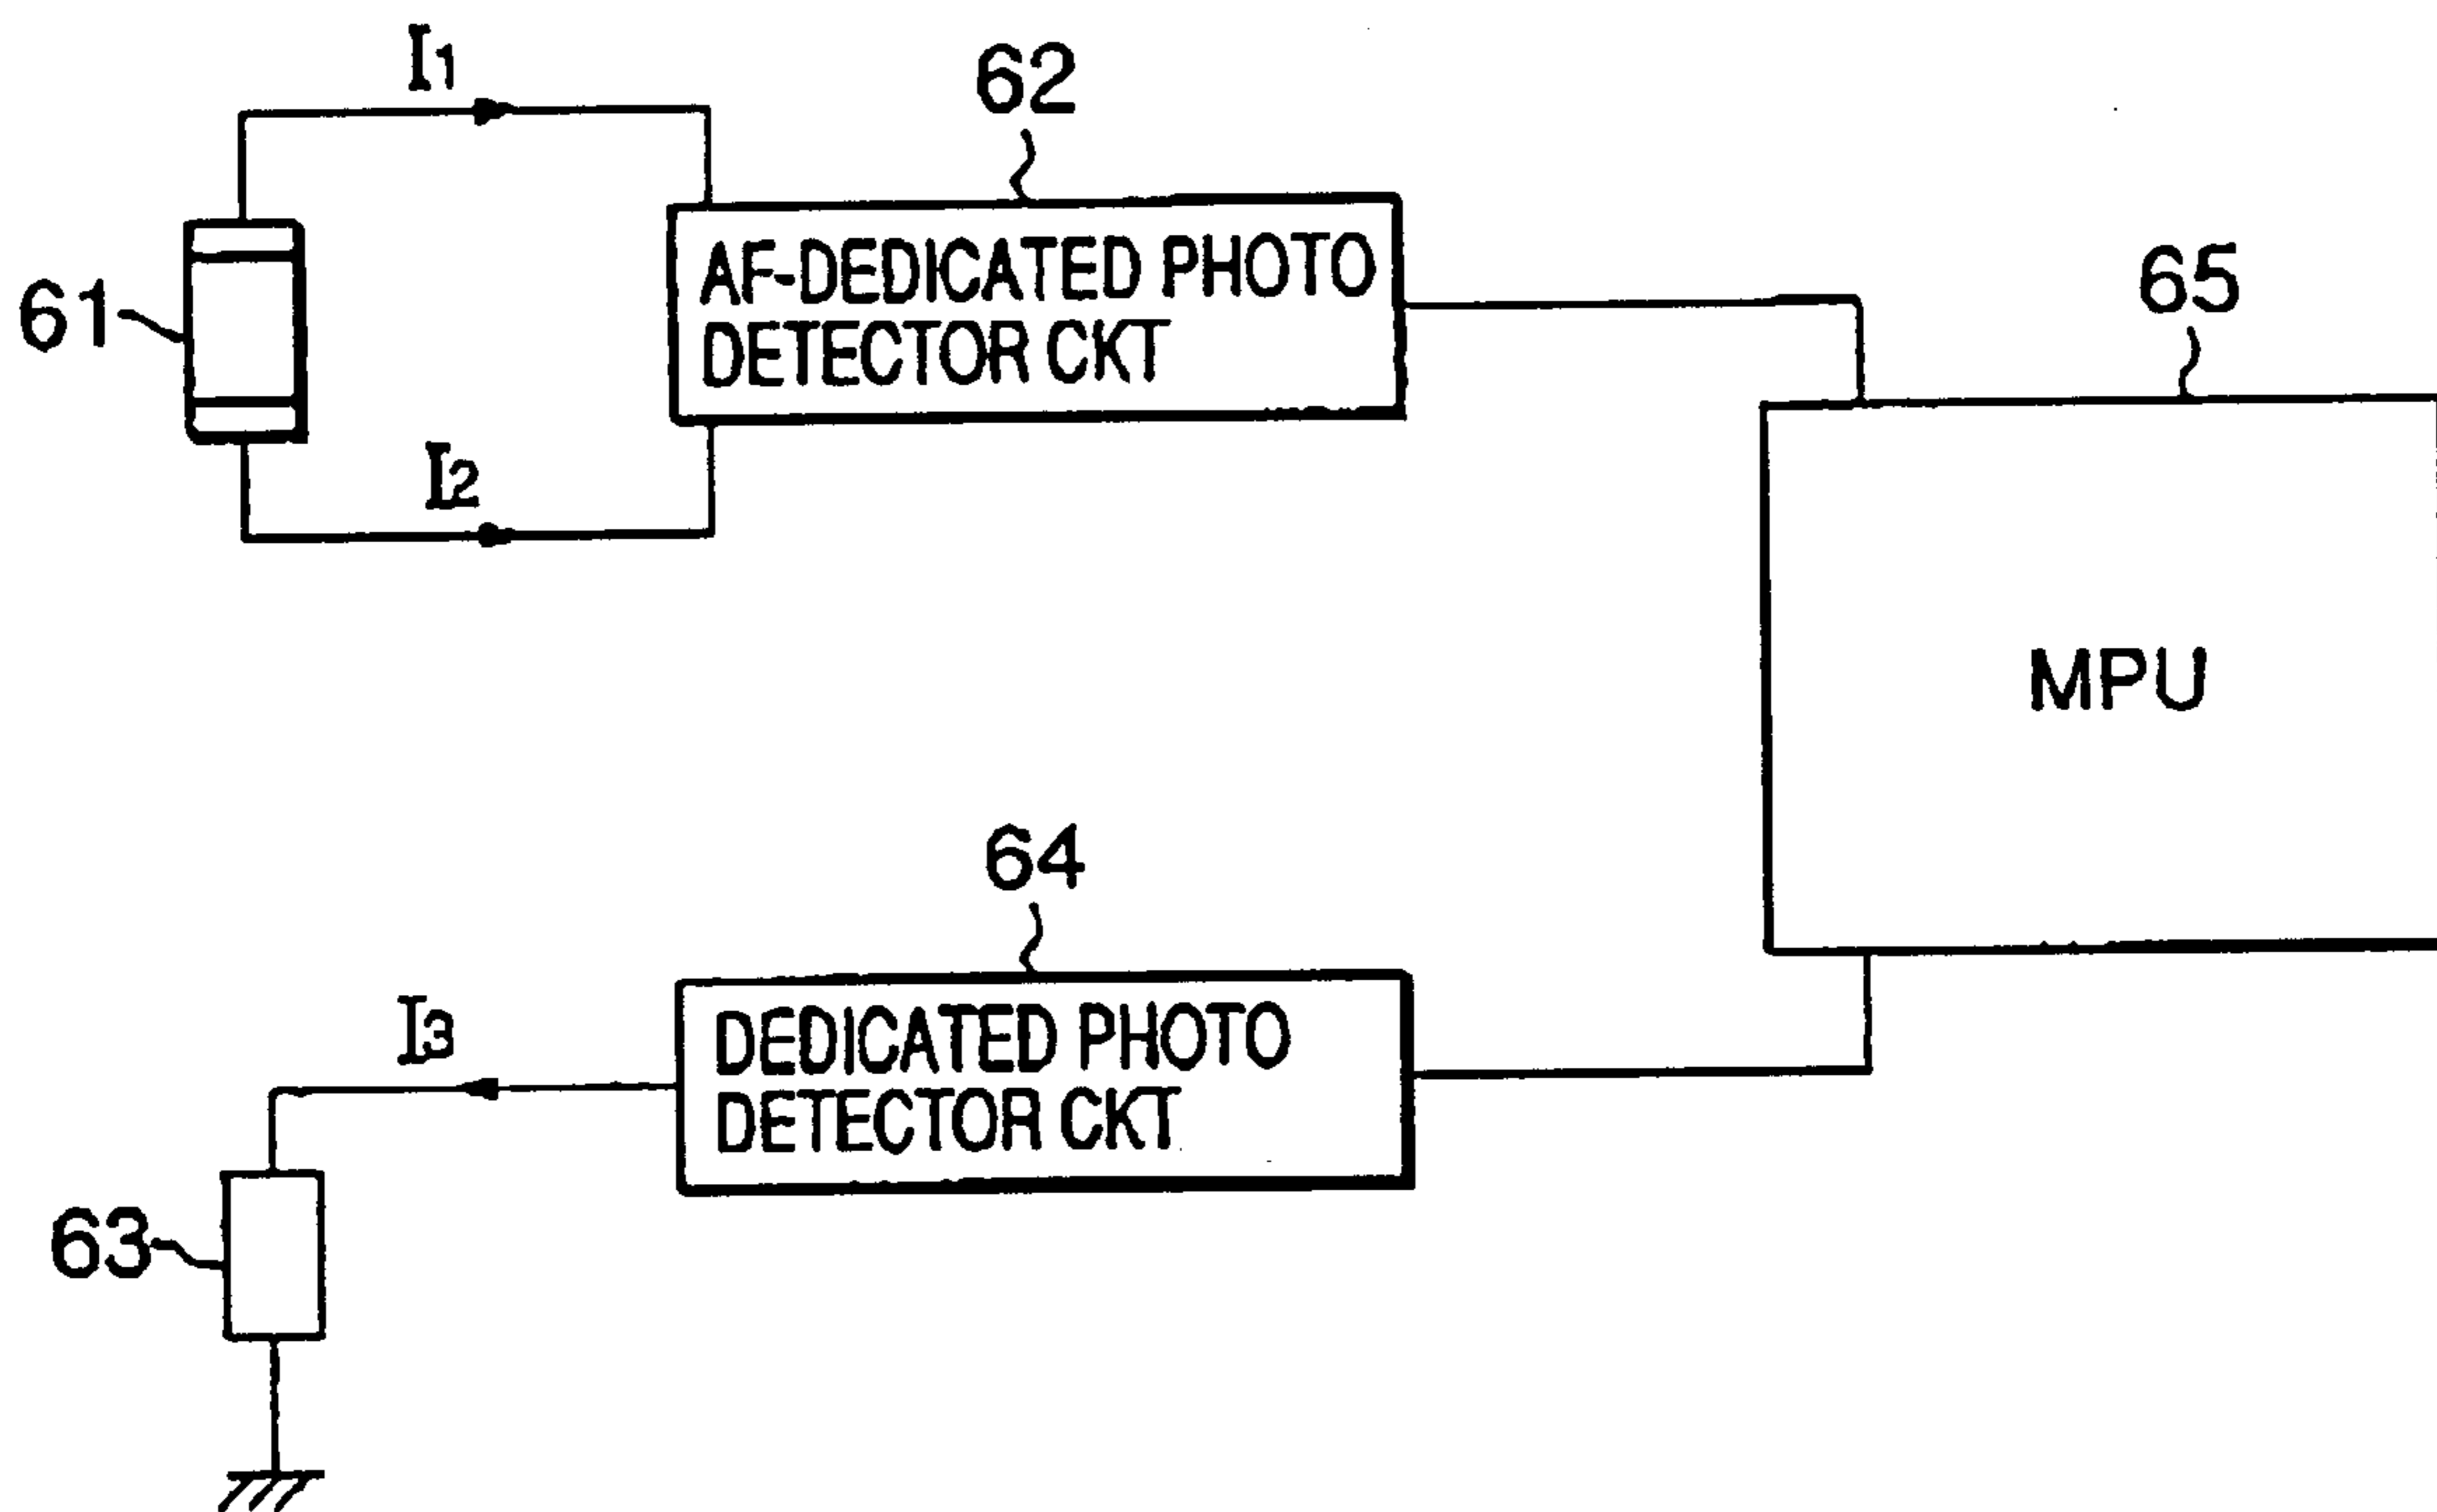 I1
62
AF-DEDICATED PHOTO
DETECTOR CKT
61
65
I2
MPU
64
I3
DEDICATED PHOTO
DETECTOR CKT
63